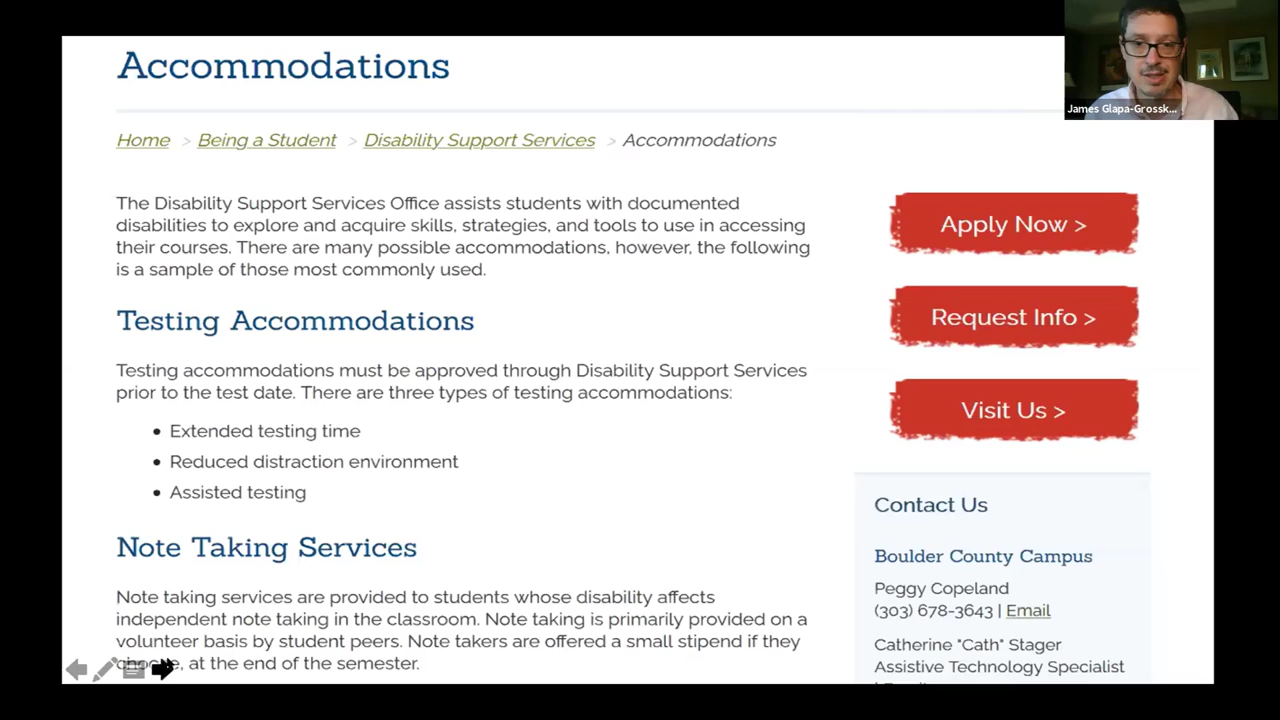 Accommodations
James Glapa-Grossk...
Home > Being a Student > Disability Support Services > Accommodations
The Disability Support Services Office assists students with documented
disabilities to explore and acquire skills, strategies, and tools to use in accessing
their courses. There are many possible accommodations, however, the following
is a sample of those most commonly used.
Testing Accommodations
Testing accommodations must be approved through Disability Support Services
prior to the test date. There are three types of testing accommodations:
• Extended testing time
• Reduced distraction environment
• Assisted testing
Note Taking Services
Note taking services are provided to students whose disability affects
independent note taking in the classroom. Note taking is primarily provided on a
volunteer basis by student peers. Note takers are offered a small stipend if they
choose, at the end of the semester.
Apply Now >
Request Info >
Visit Us >
Contact Us
Boulder County Campus
Peggy Copeland
(303) 678-3643 | Email
Catherine "Cath" Stager
Assistive Technology Specialist